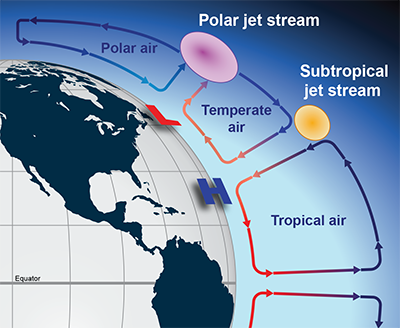 Polar jet stream
Polar air
Subtropical
jet stream
Temperate
air
L
H
Tropical air
Equator